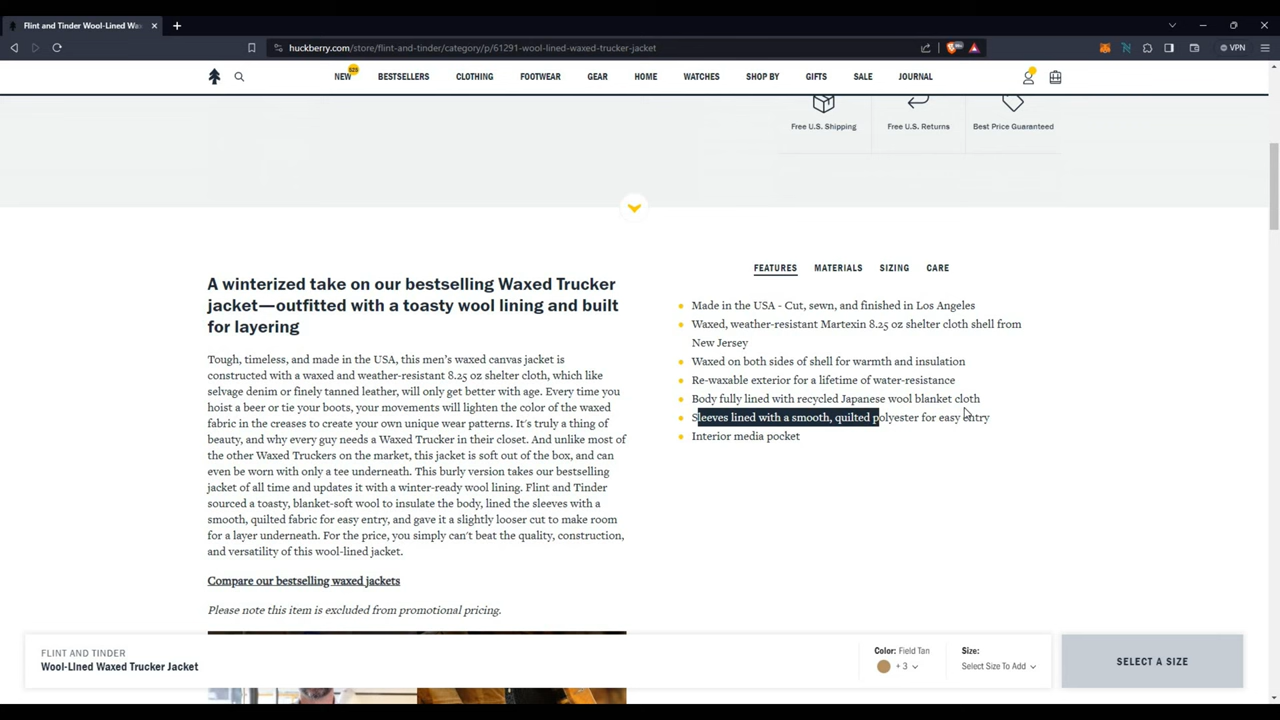 Flint and Tinder Wool-Lined Wax
huckberry.com/store/flint-and-tinder/category/p/61291-wool-lined-waxed-trucker-jacket
VPN
NEW
BESTSELLERS
CLOTHING
FOOTWEAR
GEAR
HOME
WATCHES
SHOP BY
GIFTS
SALE
JOURNAL
Free U.S. Shipping
Free U.S. Returns
Best Price Guaranteed
A winterized take on our bestselling Waxed Trucker
jacket—outfitted with a toasty wool lining and built
for layering
Tough, timeless, and made in the USA, this men's waxed canvas jacket is
constructed with a waxed and weather-resistant 8.25 oz shelter cloth, which like
selvage denim or finely tanned leather, will only get better with age. Every time you
hoist a beer or tie your boots, your movements will lighten the color of the waxed
fabric in the creases to create your own unique wear patterns. It's truly a thing of
beauty, and why every guy needs a Waxed Trucker in their closet. And unlike most of
the other Waxed Truckers on the market, this jacket is soft out of the box, and can
even be worn with only a tee underneath. This burly version takes our bestselling
jacket of all time and updates it with a winter-ready wool lining. Flint and Tinder
sourced a toasty, blanket-soft wool to insulate the body, lined the sleeves with a
smooth, quilted fabric for easy entry, and gave it a slightly looser cut to make room
for a layer underneath. For the price, you simply can't beat the quality, construction,
and versatility of this wool-lined jacket.
Compare our bestselling waxed jackets
Please note this item is excluded from promotional pricing.
FEATURES
MATERIALS
SIZING
CARE
Made in the USA - Cut, sewn, and finished in Los Angeles
Waxed, weather-resistant Martexin 8.25 oz shelter cloth shell from
New Jersey
Waxed on both sides of shell for warmth and insulation
Re-waxable exterior for a lifetime of water-resistance
Body fully lined with recycled Japanese wool blanket cloth
Sleeves lined with a smooth, quilted polyester for easy entry
Interior media pocket
FLINT AND TINDER
Wool-Lined Waxed Trucker Jacket
Color: Field Tan
+ 3
Size:
Select Size To Add
SELECT A SIZE